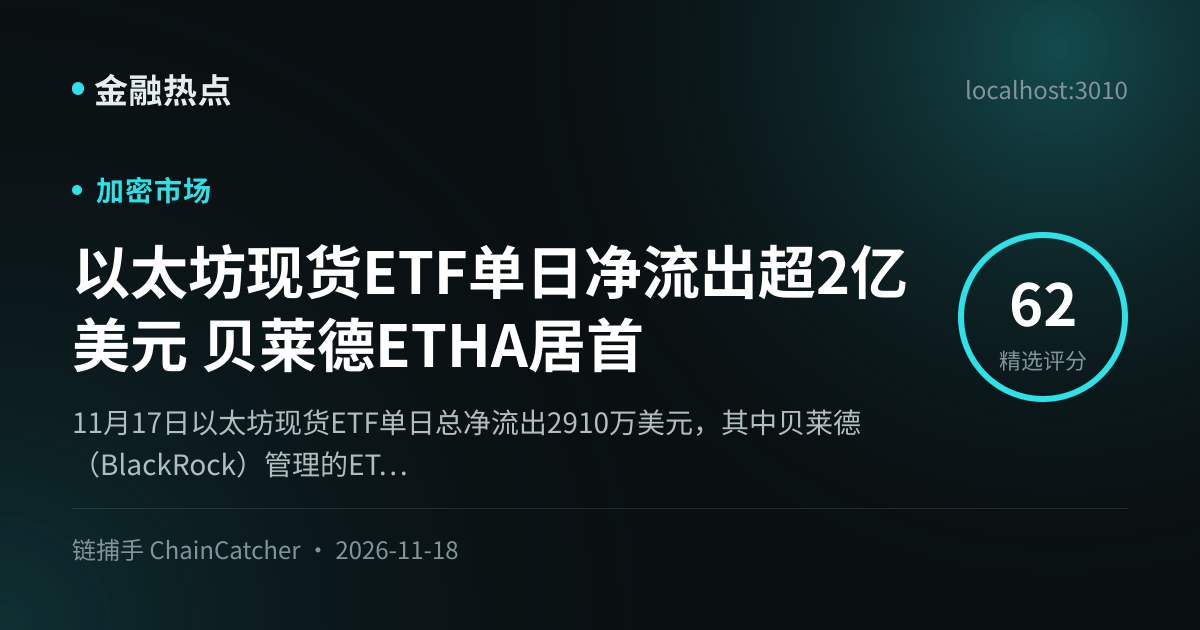 金融热点
localhost:3010
加密市场
以太坊现货ETF单日净流出超2亿
美元 贝莱德ETHA居首
62
精选评分
11月17日以太坊现货ETF单日总净流出2910万美元，其中贝莱德
（BlackRock）管理的ET…
链捕手 ChainCatcher · 2026-11-18